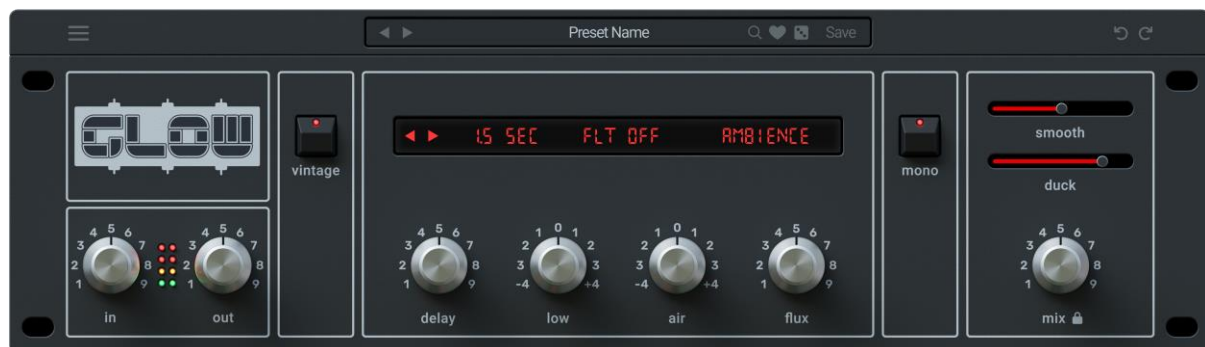 Preset Name
Save
GLOW
vintage
1.5 SEC FLT OFF AMBIENCE
mono
smooth
duck
1 2 3 4 5 6 7 8 9
in
1 2 3 4 5 6 7 8 9
out
1 2 3 4 5 6 7 8 9
delay
-4 3 2 1 0 1 2 3 +4
low
-4 3 2 1 0 1 2 3 +4
air
1 2 3 4 5 6 7 8 9
flux
1 2 3 4 5 6 7 8 9
mix